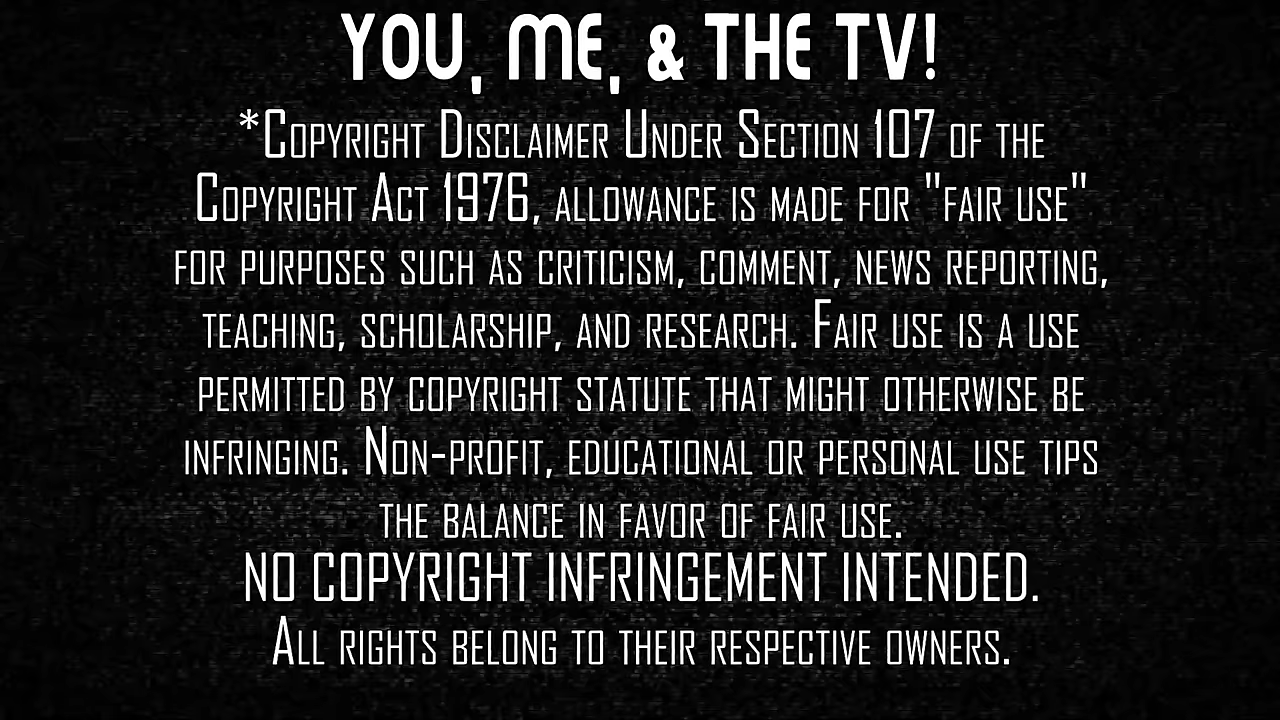 YOU, ME, & THE TV!
*Copyright Disclaimer Under Section 107 of the
Copyright Act 1976, allowance is made for "fair use"
for purposes such as criticism, comment, news reporting,
teaching, scholarship, and research. Fair use is a use
permitted by copyright statute that might otherwise be
infringing. Non-profit, educational or personal use tips
the balance in favor of fair use.
NO COPYRIGHT INFRINGEMENT INTENDED.
All rights belong to their respective owners.